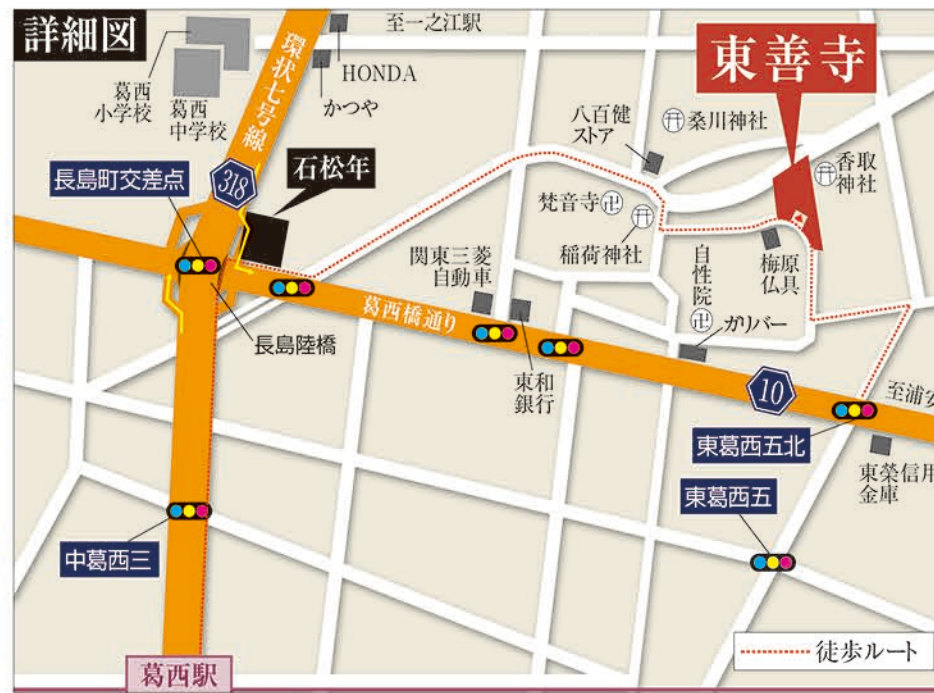 詳細図
至一之江駅
東善寺
環状七号線
HONDA
かつや
葛西
小学校
葛西
中学校
八百健
ストア
桑川神社
香取
神社
長島町交差点
318
石松年
梵音寺
卍
稲荷神社
関東三菱
自動車
自性院
卍
梅原
仏具
ガリバー
葛西橋通り
長島陸橋
東和
銀行
10
至浦安
東葛西五北
東榮信用
金庫
東葛西五
中葛西三
徒歩ルート
葛西駅